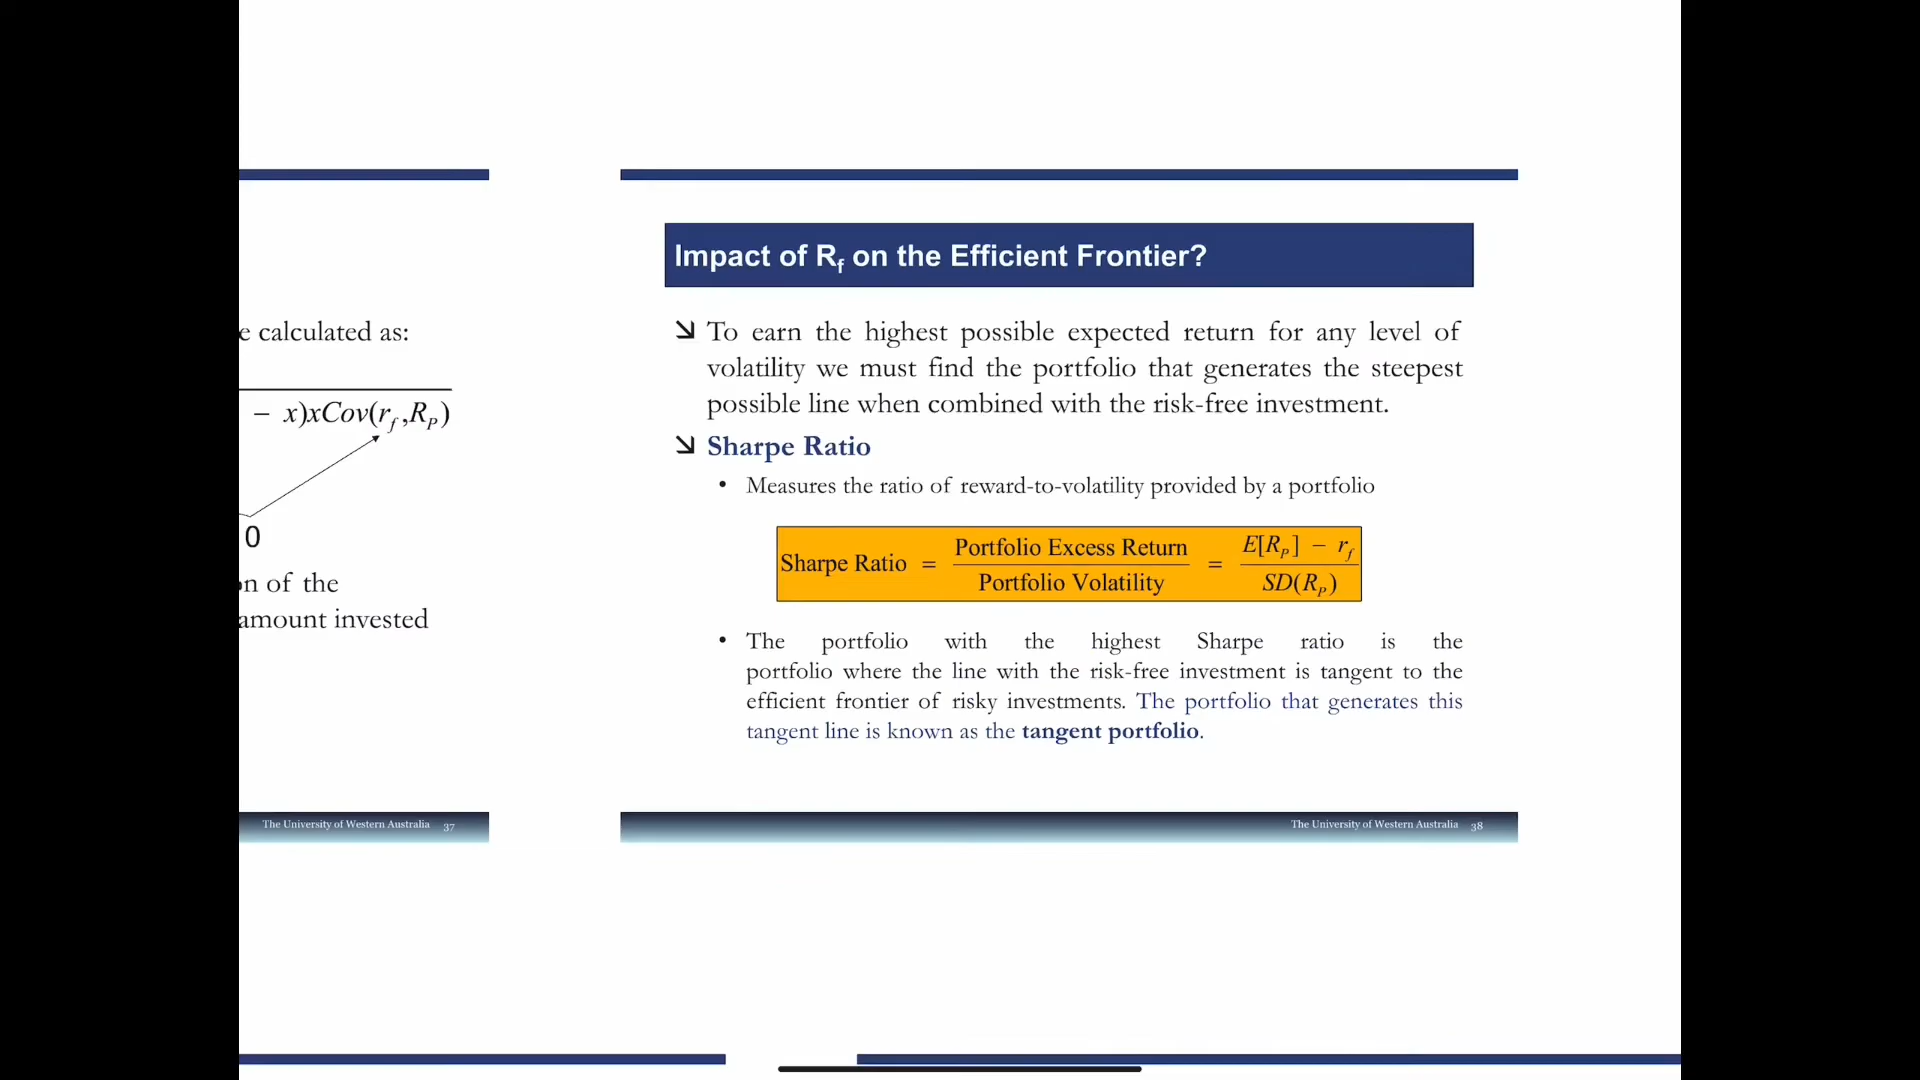 e calculated as:
− x)xCov(r_f ,R_P)
0
n of the
amount invested
The University of Western Australia 37
Impact of R_f on the Efficient Frontier?
To earn the highest possible expected return for any level of
volatility we must find the portfolio that generates the steepest
possible line when combined with the risk-free investment.
Sharpe Ratio
• Measures the ratio of reward-to-volatility provided by a portfolio
Sharpe Ratio = Portfolio Excess Return / Portfolio Volatility = E[R_P] − r_f / SD(R_P)
• The portfolio with the highest Sharpe ratio is the
portfolio where the line with the risk-free investment is tangent to the
efficient frontier of risky investments. The portfolio that generates this
tangent line is known as the tangent portfolio.
The University of Western Australia 38